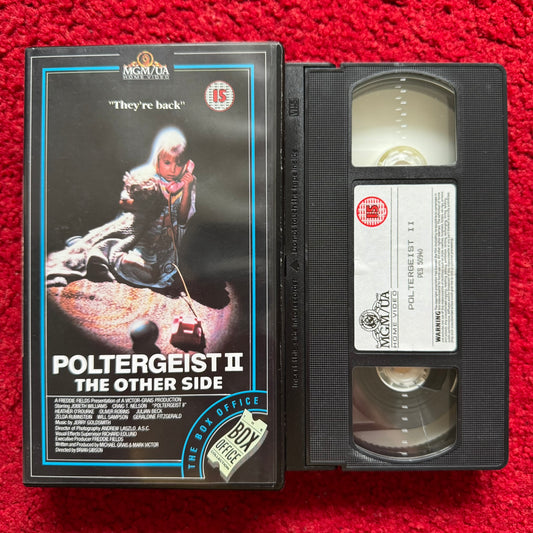 MGM/UA
HOME VIDEO
"They're back"
15
POLTERGEIST II
THE OTHER SIDE
A FREDDIE FIELDS Presentation of A VICTOR-GRAIS PRODUCTION
Starring JOBETH WILLIAMS CRAIG T. NELSON "POLTERGEIST II"
HEATHER O'ROURKE OLIVER ROBINS JULIAN BECK
ZELDA RUBINSTEIN WILL SAMPSON GERALDINE FITZGERALD
Music by JERRY GOLDSMITH
Director of Photography ANDREW LASZLO, A.S.C.
Visual Effects Supervisor RICHARD EDLUND
Executive Producer FREDDIE FIELDS
Written and Produced by MICHAEL GRAIS & MARK VICTOR
Directed by BRIAN GIBSON
THE BOX OFFICE
BOX
OFFICE
COLLECTION
VHS
15
MGM/UA
HOME VIDEO
POLTERGEIST II
PES 50940
WARNING: